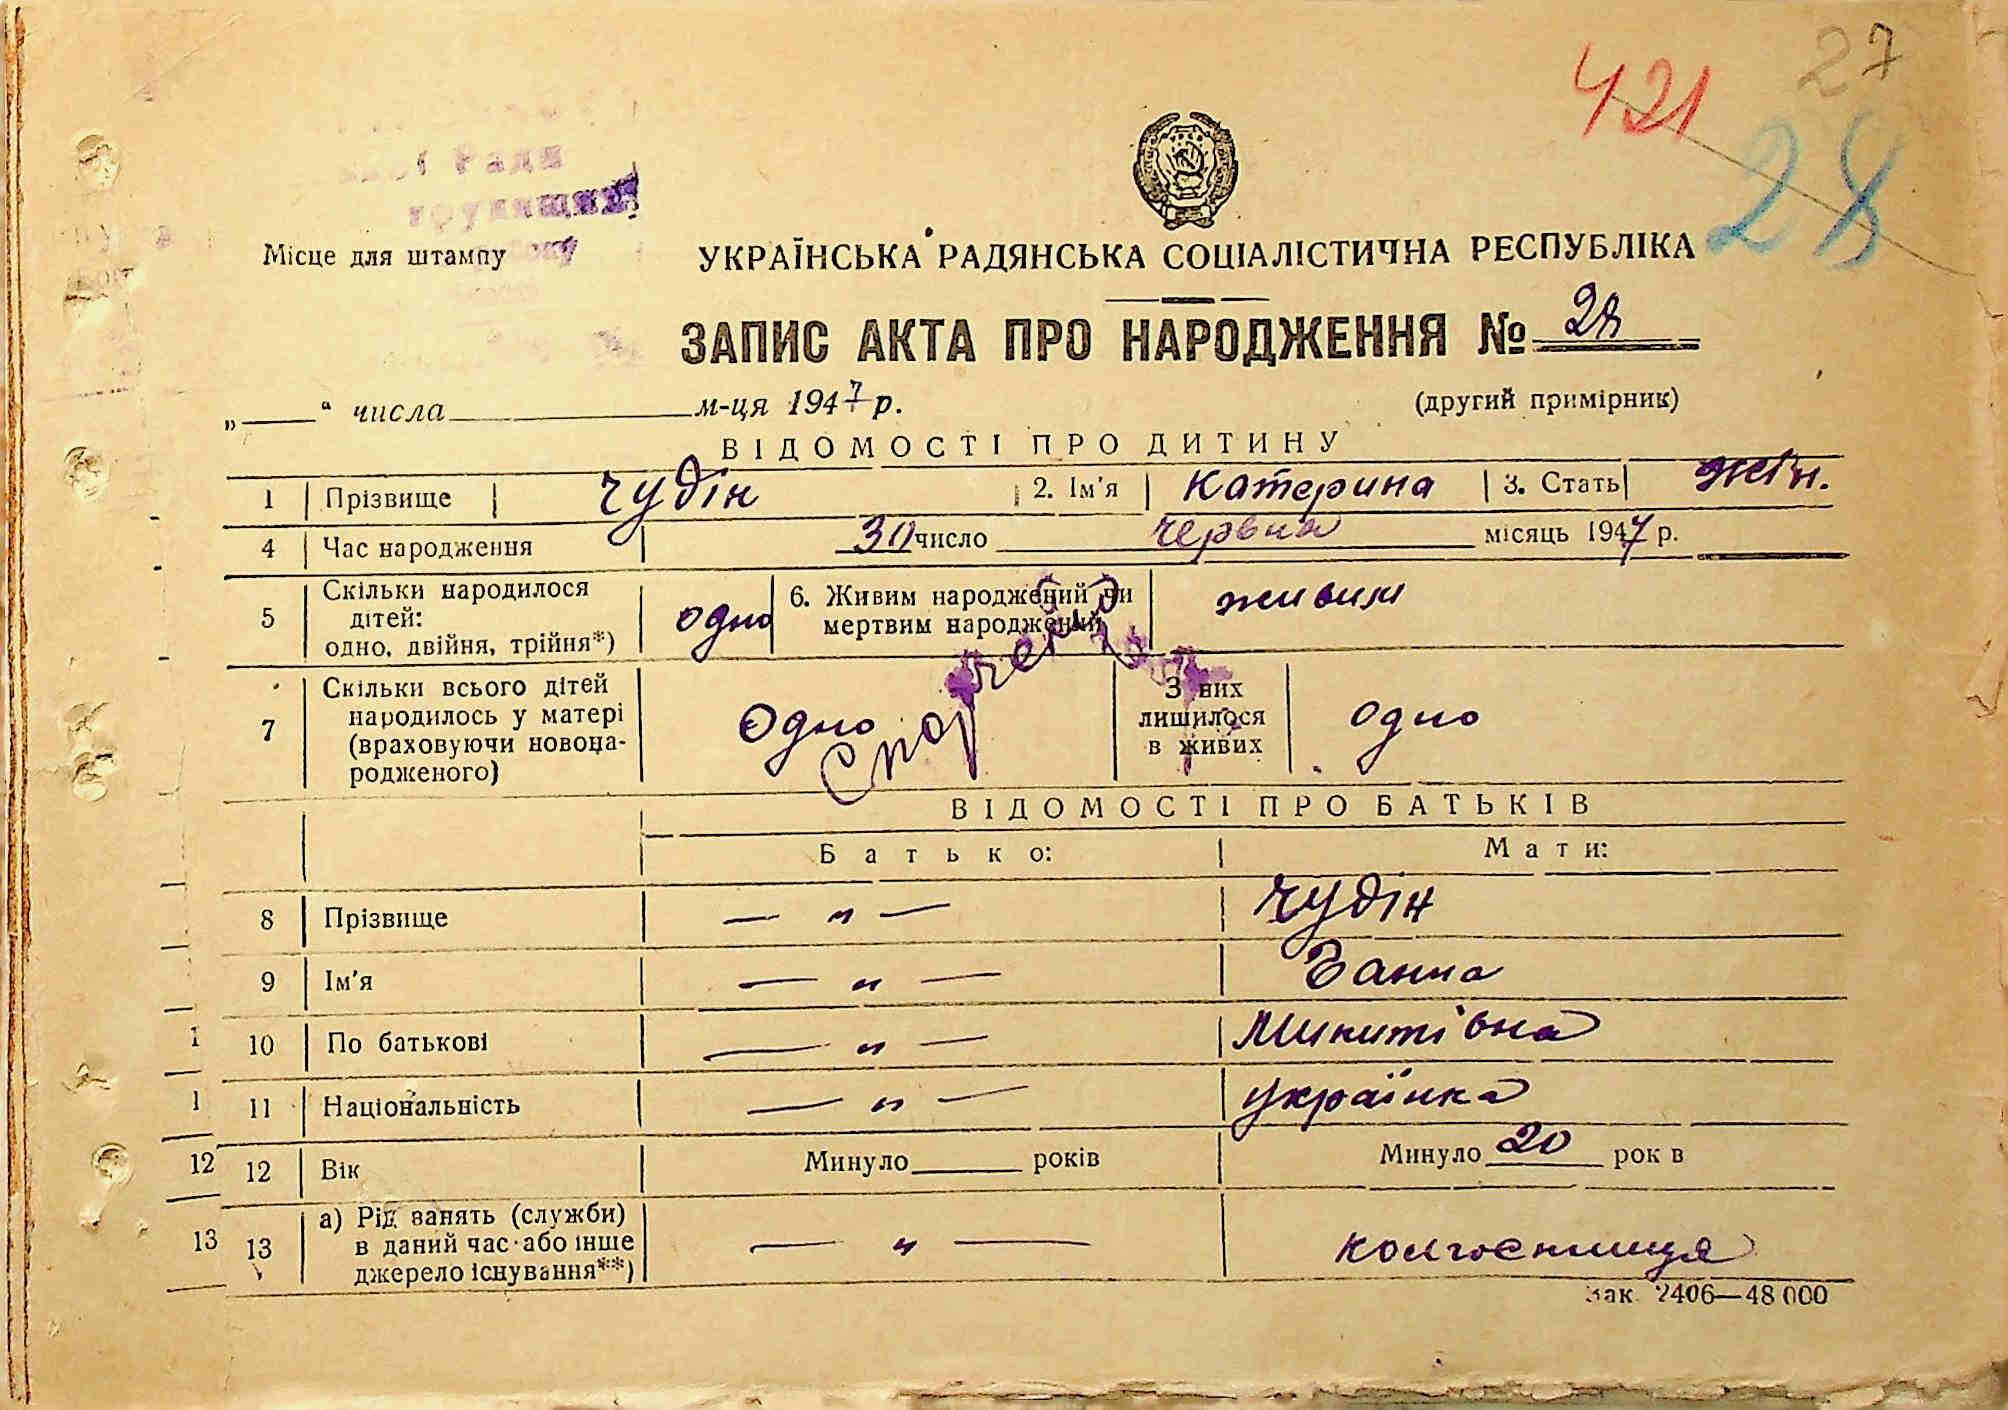 27
421
28
Ради
трудящих
Місце для штампу
УКРАЇНСЬКА РАДЯНСЬКА СОЦІАЛІСТИЧНА РЕСПУБЛІКА
ЗАПИС АКТА ПРО НАРОДЖЕННЯ № 28
„ “ числа м-ця 1947 р. (другий примірник)
ВІДОМОСТІ ПРО ДИТИНУ
1 Прізвище Чудін 2. Ім'я Катерина 3. Стать жін.
4 Час народження 30 число червня місяць 1947 р.
5 Скільки народилося дітей: одно, двійня, трійня*) одно 6. Живим народжений чи мертвим народжений живим
7 Скільки всього дітей народилось у матері (враховуючи новонародженого) Одно З них лишилося в живих одно
ВІДОМОСТІ ПРО БАТЬКІВ
Батько: Мати:
8 Прізвище — „ — Чудін
9 Ім'я — „ — Ганна
10 По батькові — „ — Микитівна
11 Національність — „ — українка
12 12 Вік Минуло років Минуло 20 рок в
13 13 а) Рід занять (служби) в даний час або інше джерело існування**) — „ — колгоспниця
Зак. 2406—48 000